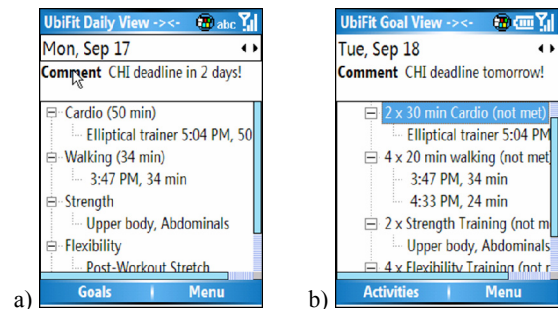 UbiFit Daily View -><- abc
Mon, Sep 17
Comment CHI deadline in 2 days!
Cardio (50 min)
Elliptical trainer 5:04 PM, 50
Walking (34 min)
3:47 PM, 34 min
Strength
Upper body, Abdominals
Flexibility
Post-Workout Stretch
Goals Menu
a)
UbiFit Goal View -><-
Tue, Sep 18
Comment CHI deadline tomorrow!
2 x 30 min Cardio (not met)
Elliptical trainer 5:04 PM
4 x 20 min walking (not met
3:47 PM, 34 min
4:33 PM, 24 min
2 x Strength Training (not m
Upper body, Abdominals
4 x Flexibility Training (not r
Activities Menu
b)